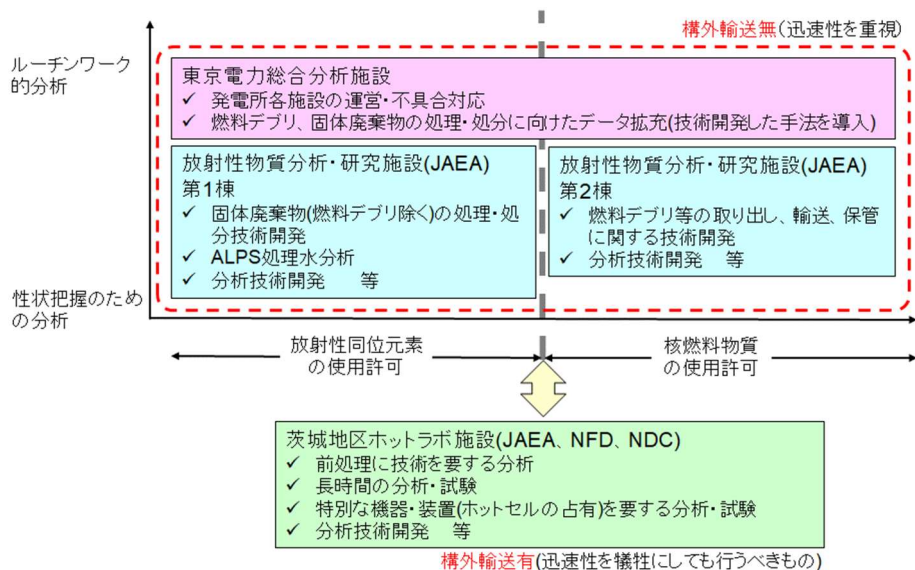 構外輸送無(迅速性を重視)
ルーチンワーク
的分析
東京電力総合分析施設
✓ 発電所各施設の運営・不具合対応
✓ 燃料デブリ、固体廃棄物の処理・処分に向けたデータ拡充(技術開発した手法を導入)
放射性物質分析・研究施設(JAEA)
第1棟
✓ 固体廃棄物(燃料デブリ除く)の処理・処
分技術開発
✓ ALPS処理水分析
✓ 分析技術開発 等
放射性物質分析・研究施設(JAEA)
第2棟
✓ 燃料デブリ等の取り出し、輸送、保管
に関する技術開発
✓ 分析技術開発 等
性状把握のため
の分析
放射性同位元素
の使用許可
核燃料物質
の使用許可
茨城地区ホットラボ施設(JAEA、NFD、NDC)
✓ 前処理に技術を要する分析
✓ 長時間の分析・試験
✓ 特別な機器・装置(ホットセルの占有)を要する分析・試験
✓ 分析技術開発 等
構外輸送有(迅速性を犠牲にしても行うべきもの)